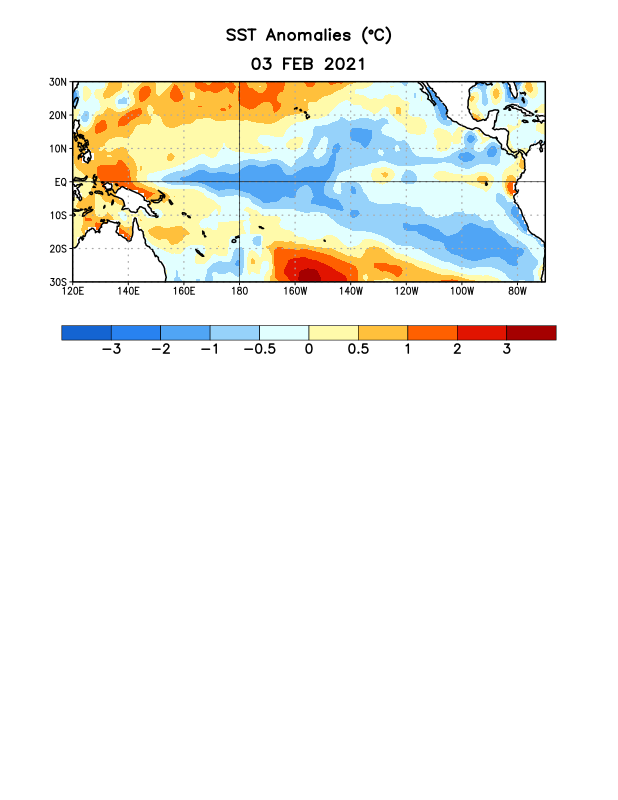 SST Anomalies (°C)
03 FEB 2021
30N
20N
10N
EQ
10S
20S
30S
120E 140E 160E 180 160W 140W 120W 100W 80W
−3 −2 −1 −0.5 0 0.5 1 2 3